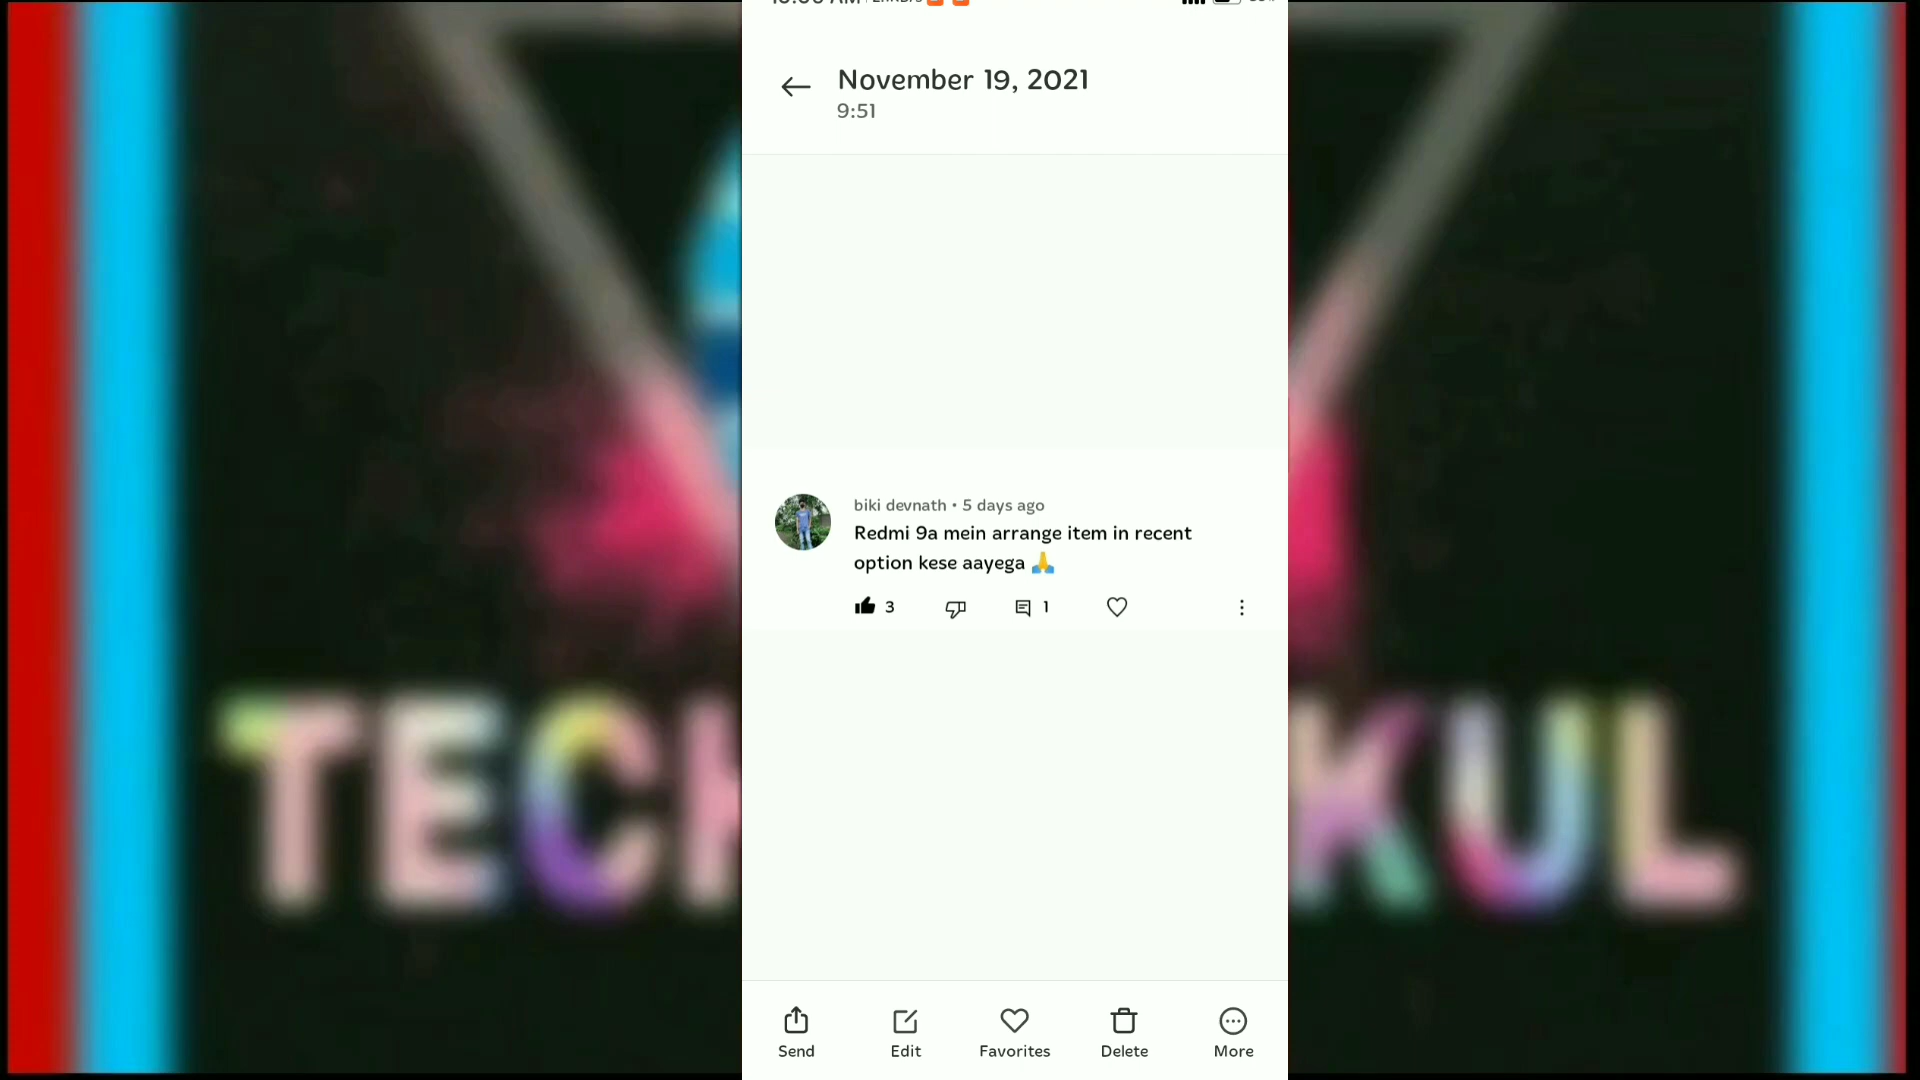 November 19, 2021
9:51
biki devnath • 5 days ago
Redmi 9a mein arrange item in recent
option kese aayega 🙏
3 1
Send Edit Favorites Delete More
TEC KUL